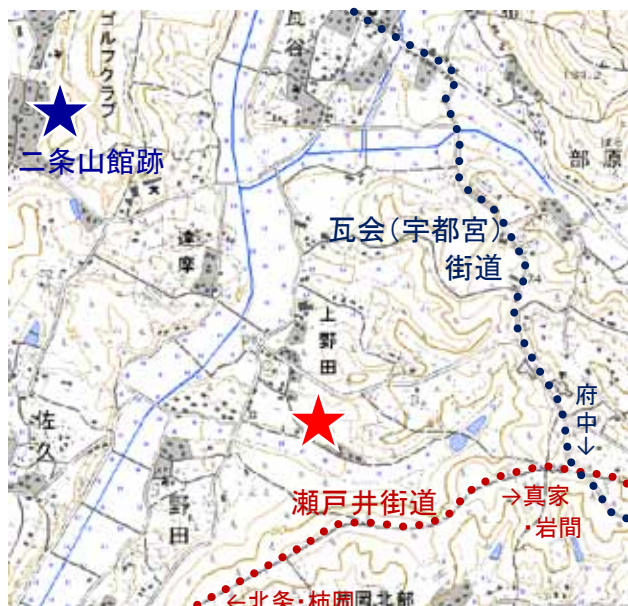 ゴルフクラブ
瓦谷
二条山館跡
部原
瓦会(宇都宮)
街道
達摩
上野田
佐久
府中↓
野田
瀬戸井街道
→真家
・岩間
←北条・柿岡
岡北部